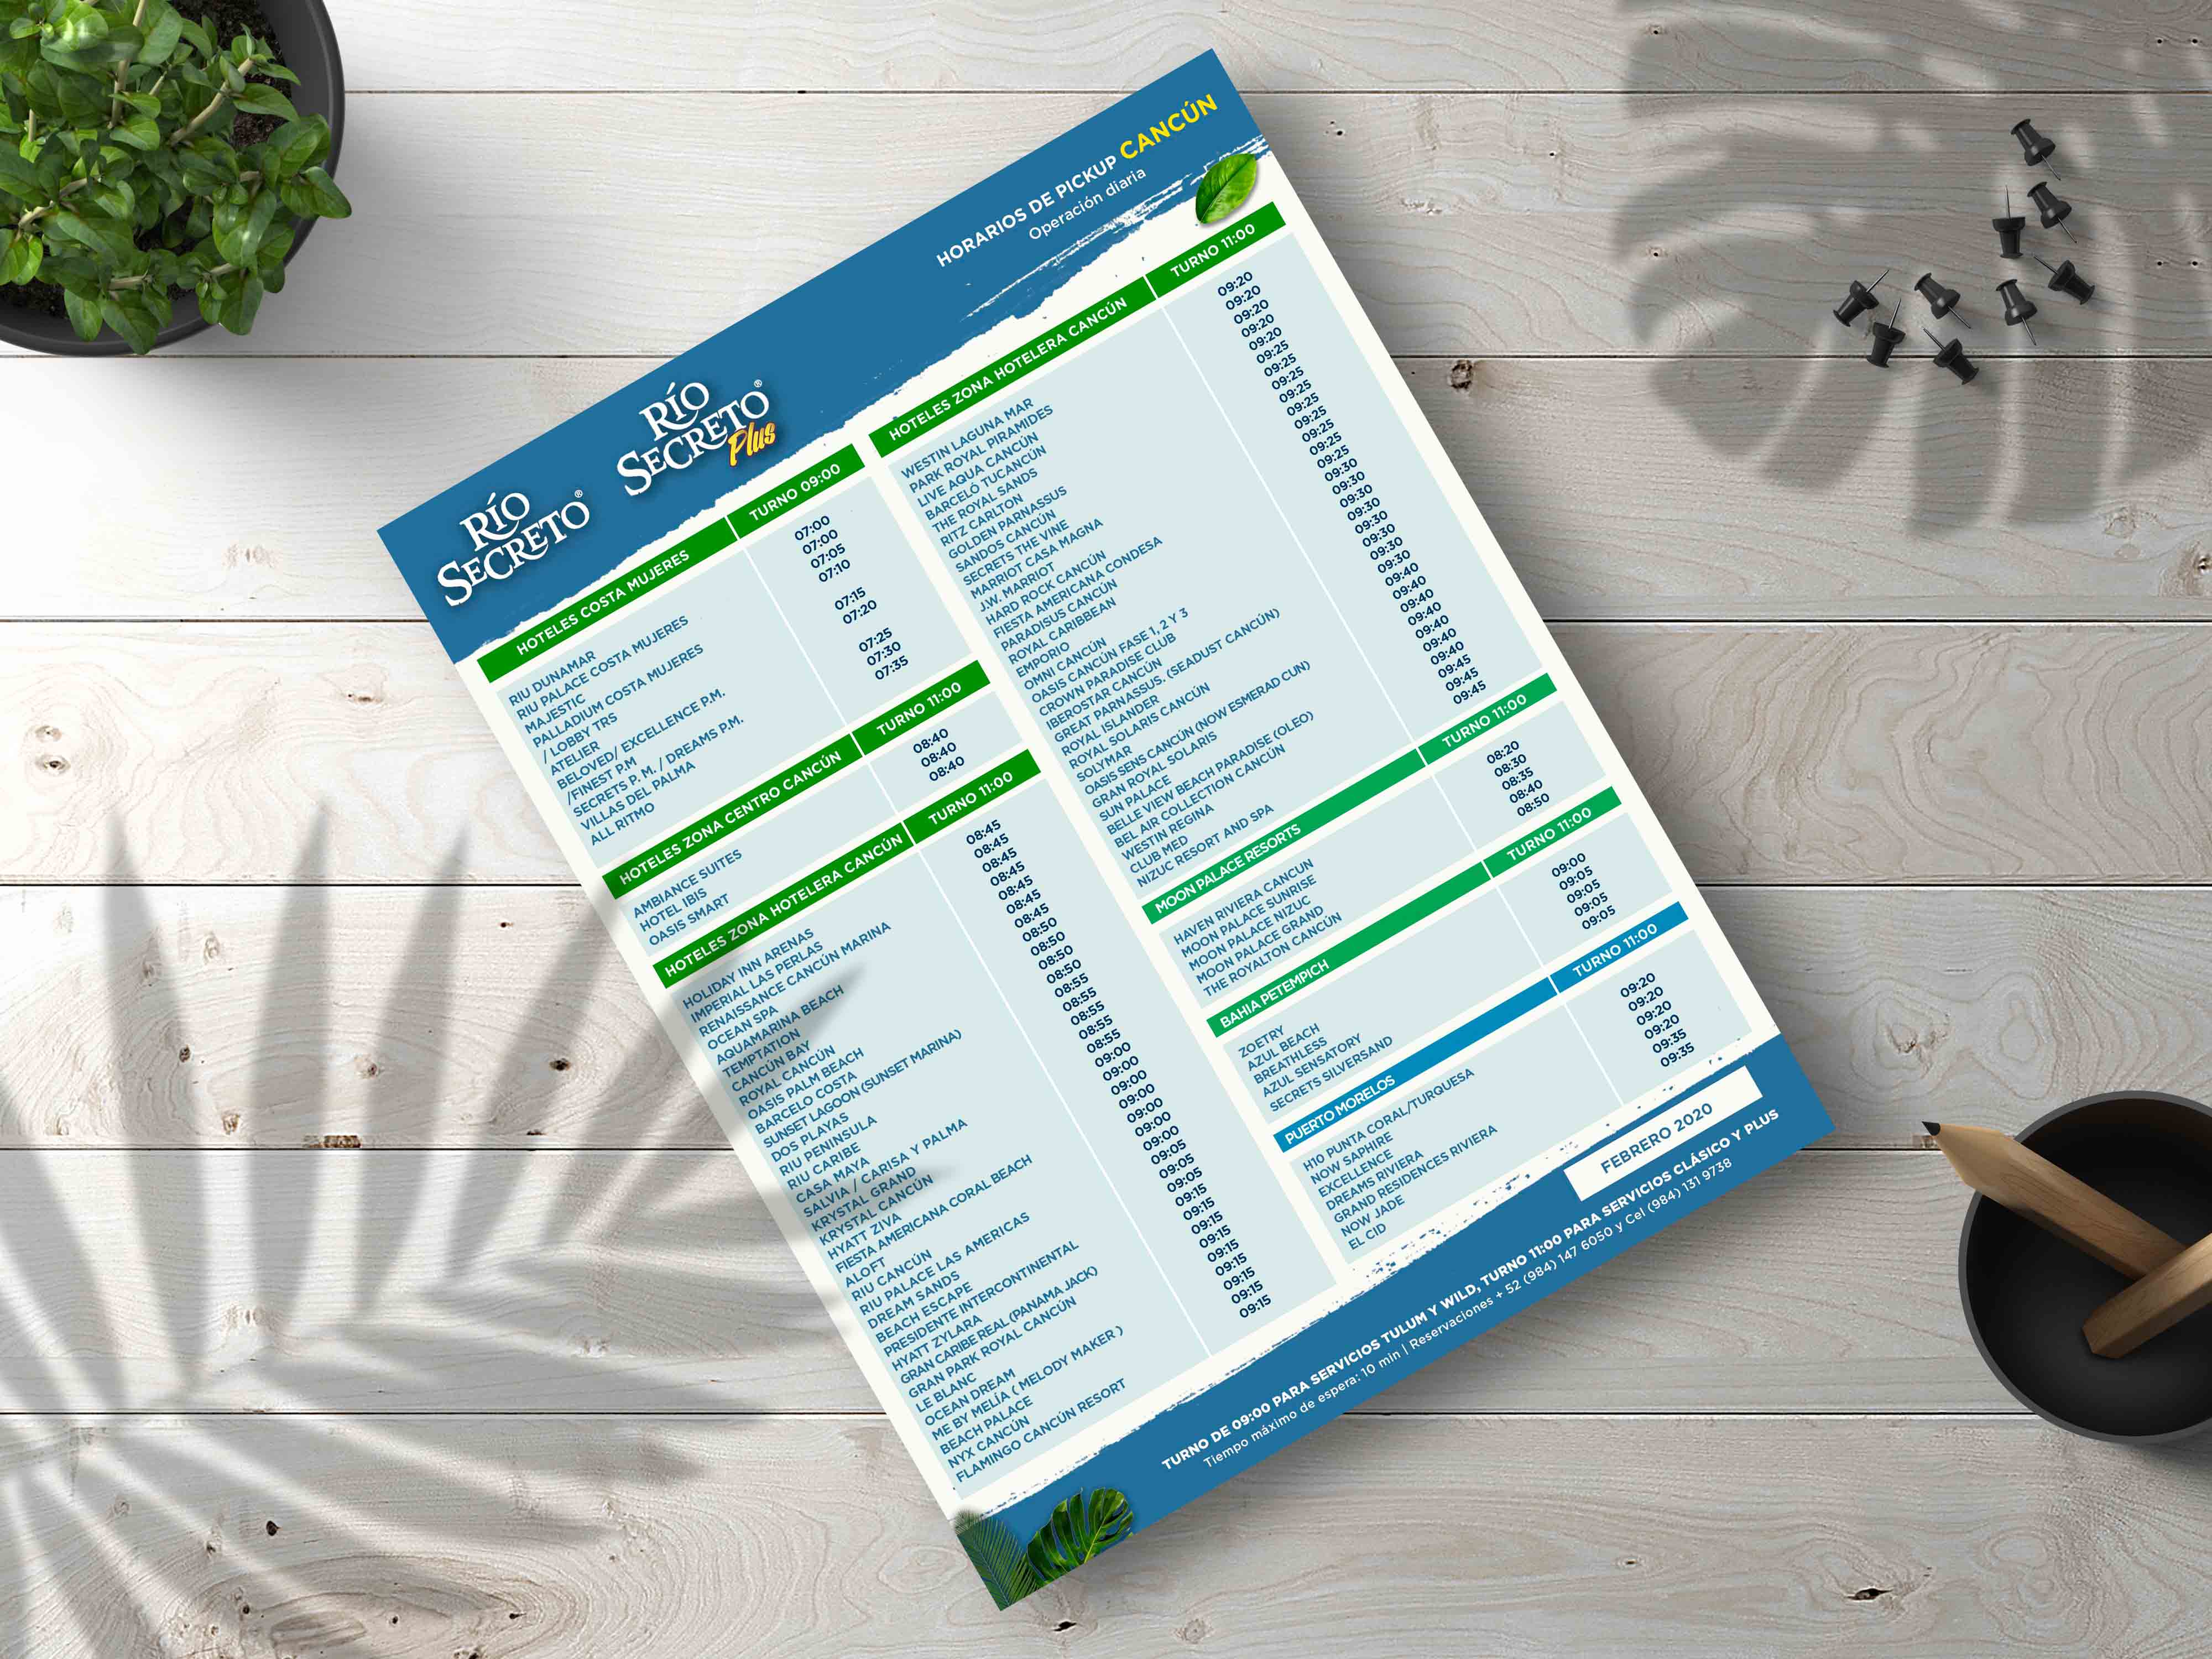 RÍO SECRETO®
RÍO SECRETO® Plus
HORARIOS DE PICKUP CANCÚN
Operación diaria
HOTELES COSTA MUJERES TURNO 09:00
RIU DUNAMAR 07:00
RIU PALACE COSTA MUJERES 07:00
MAJESTIC 07:05
PALLADIUM COSTA MUJERES 07:10
/ LOBBY TRS
ATELIER 07:15
BELOVED/ EXCELLENCE P.M. 07:20
/FINEST P.M
SECRETS P. M. / DREAMS P.M. 07:25
VILLAS DEL PALMA 07:30
ALL RITMO 07:35
HOTELES ZONA CENTRO CANCÚN TURNO 11:00
AMBIANCE SUITES 08:40
HOTEL IBIS 08:40
OASIS SMART 08:40
HOTELES ZONA HOTELERA CANCÚN TURNO 11:00
HOLIDAY INN ARENAS 08:45
IMPERIAL LAS PERLAS 08:45
RENAISSANCE CANCÚN MARINA 08:45
OCEAN SPA 08:45
AQUAMARINA BEACH 08:45
TEMPTATION 08:45
CANCÚN BAY 08:45
ROYAL CANCÚN 08:50
OASIS PALM BEACH 08:50
BARCELO COSTA 08:50
SUNSET LAGOON (SUNSET MARINA) 08:50
DOS PLAYAS 08:55
RIU PENINSULA 08:55
RIU CARIBE 08:55
CASA MAYA 08:55
SALVIA / CARISA Y PALMA 08:55
KRYSTAL GRAND 09:00
KRYSTAL CANCÚN 09:00
HYATT ZIVA 09:00
FIESTA AMERICANA CORAL BEACH 09:00
ALOFT 09:00
RIU CANCÚN 09:00
RIU PALACE LAS AMERICAS 09:00
DREAM SANDS 09:05
BEACH ESCAPE 09:05
PRESIDENTE INTERCONTINENTAL 09:05
HYATT ZYLARA 09:15
GRAN CARIBE REAL (PANAMA JACK) 09:15
GRAN PARK ROYAL CANCÚN 09:15
LE BLANC 09:15
OCEAN DREAM 09:15
ME BY MELÍA ( MELODY MAKER ) 09:15
BEACH PALACE 09:15
NYX CANCÚN 09:15
FLAMINGO CANCÚN RESORT 09:15
HOTELES ZONA HOTELERA CANCÚN TURNO 11:00
WESTIN LAGUNA MAR 09:20
PARK ROYAL PIRAMIDES 09:20
LIVE AQUA CANCÚN 09:20
BARCELÓ TUCANCÚN 09:20
THE ROYAL SANDS 09:20
RITZ CARLTON 09:25
GOLDEN PARNASSUS 09:25
SANDOS CANCÚN 09:25
SECRETS THE VINE 09:25
MARRIOT CASA MAGNA 09:25
J.W. MARRIOT 09:25
HARD ROCK CANCÚN 09:25
FIESTA AMERICANA CONDESA 09:25
PARADISUS CANCÚN 09:25
ROYAL CARIBBEAN 09:30
EMPORIO 09:30
OMNI CANCÚN 09:30
OASIS CANCÚN FASE 1, 2 Y 3 09:30
CROWN PARADISE CLUB 09:30
IBEROSTAR CANCÚN 09:30
GREAT PARNASSUS. (SEADUST CANCÚN) 09:30
ROYAL ISLANDER 09:30
ROYAL SOLARIS CANCÚN 09:40
SOLYMAR 09:40
OASIS SENS CANCÚN (NOW ESMERAD CUN) 09:40
GRAN ROYAL SOLARIS 09:40
SUN PALACE 09:40
BELLE VIEW BEACH PARADISE (OLEO) 09:40
BEL AIR COLLECTION CANCÚN 09:40
WESTIN REGINA 09:45
CLUB MED 09:45
NIZUC RESORT AND SPA 09:45
MOON PALACE RESORTS TURNO 11:00
HAVEN RIVIERA CANCUN 08:20
MOON PALACE SUNRISE 08:30
MOON PALACE NIZUC 08:35
MOON PALACE GRAND 08:40
THE ROYALTON CANCÚN 08:50
BAHIA PETEMPICH TURNO 11:00
ZOETRY 09:00
AZUL BEACH 09:05
BREATHLESS 09:05
AZUL SENSATORY 09:05
SECRETS SILVERSAND 09:05
PUERTO MORELOS TURNO 11:00
H10 PUNTA CORAL/TURQUESA
NOW SAPHIRE
EXCELLENCE
DREAMS RIVIERA
GRAND RESIDENCES RIVIERA
NOW JADE
EL CID
09:20
09:20
09:20
09:20
09:35
09:35
FEBRERO 2020
TURNO DE 09:00 PARA SERVICIOS TULUM Y WILD, TURNO 11:00 PARA SERVICIOS CLÁSICO Y PLUS
Tiempo máximo de espera: 10 min | Reservaciones + 52 (984) 147 6050 y Cel (984) 131 9738